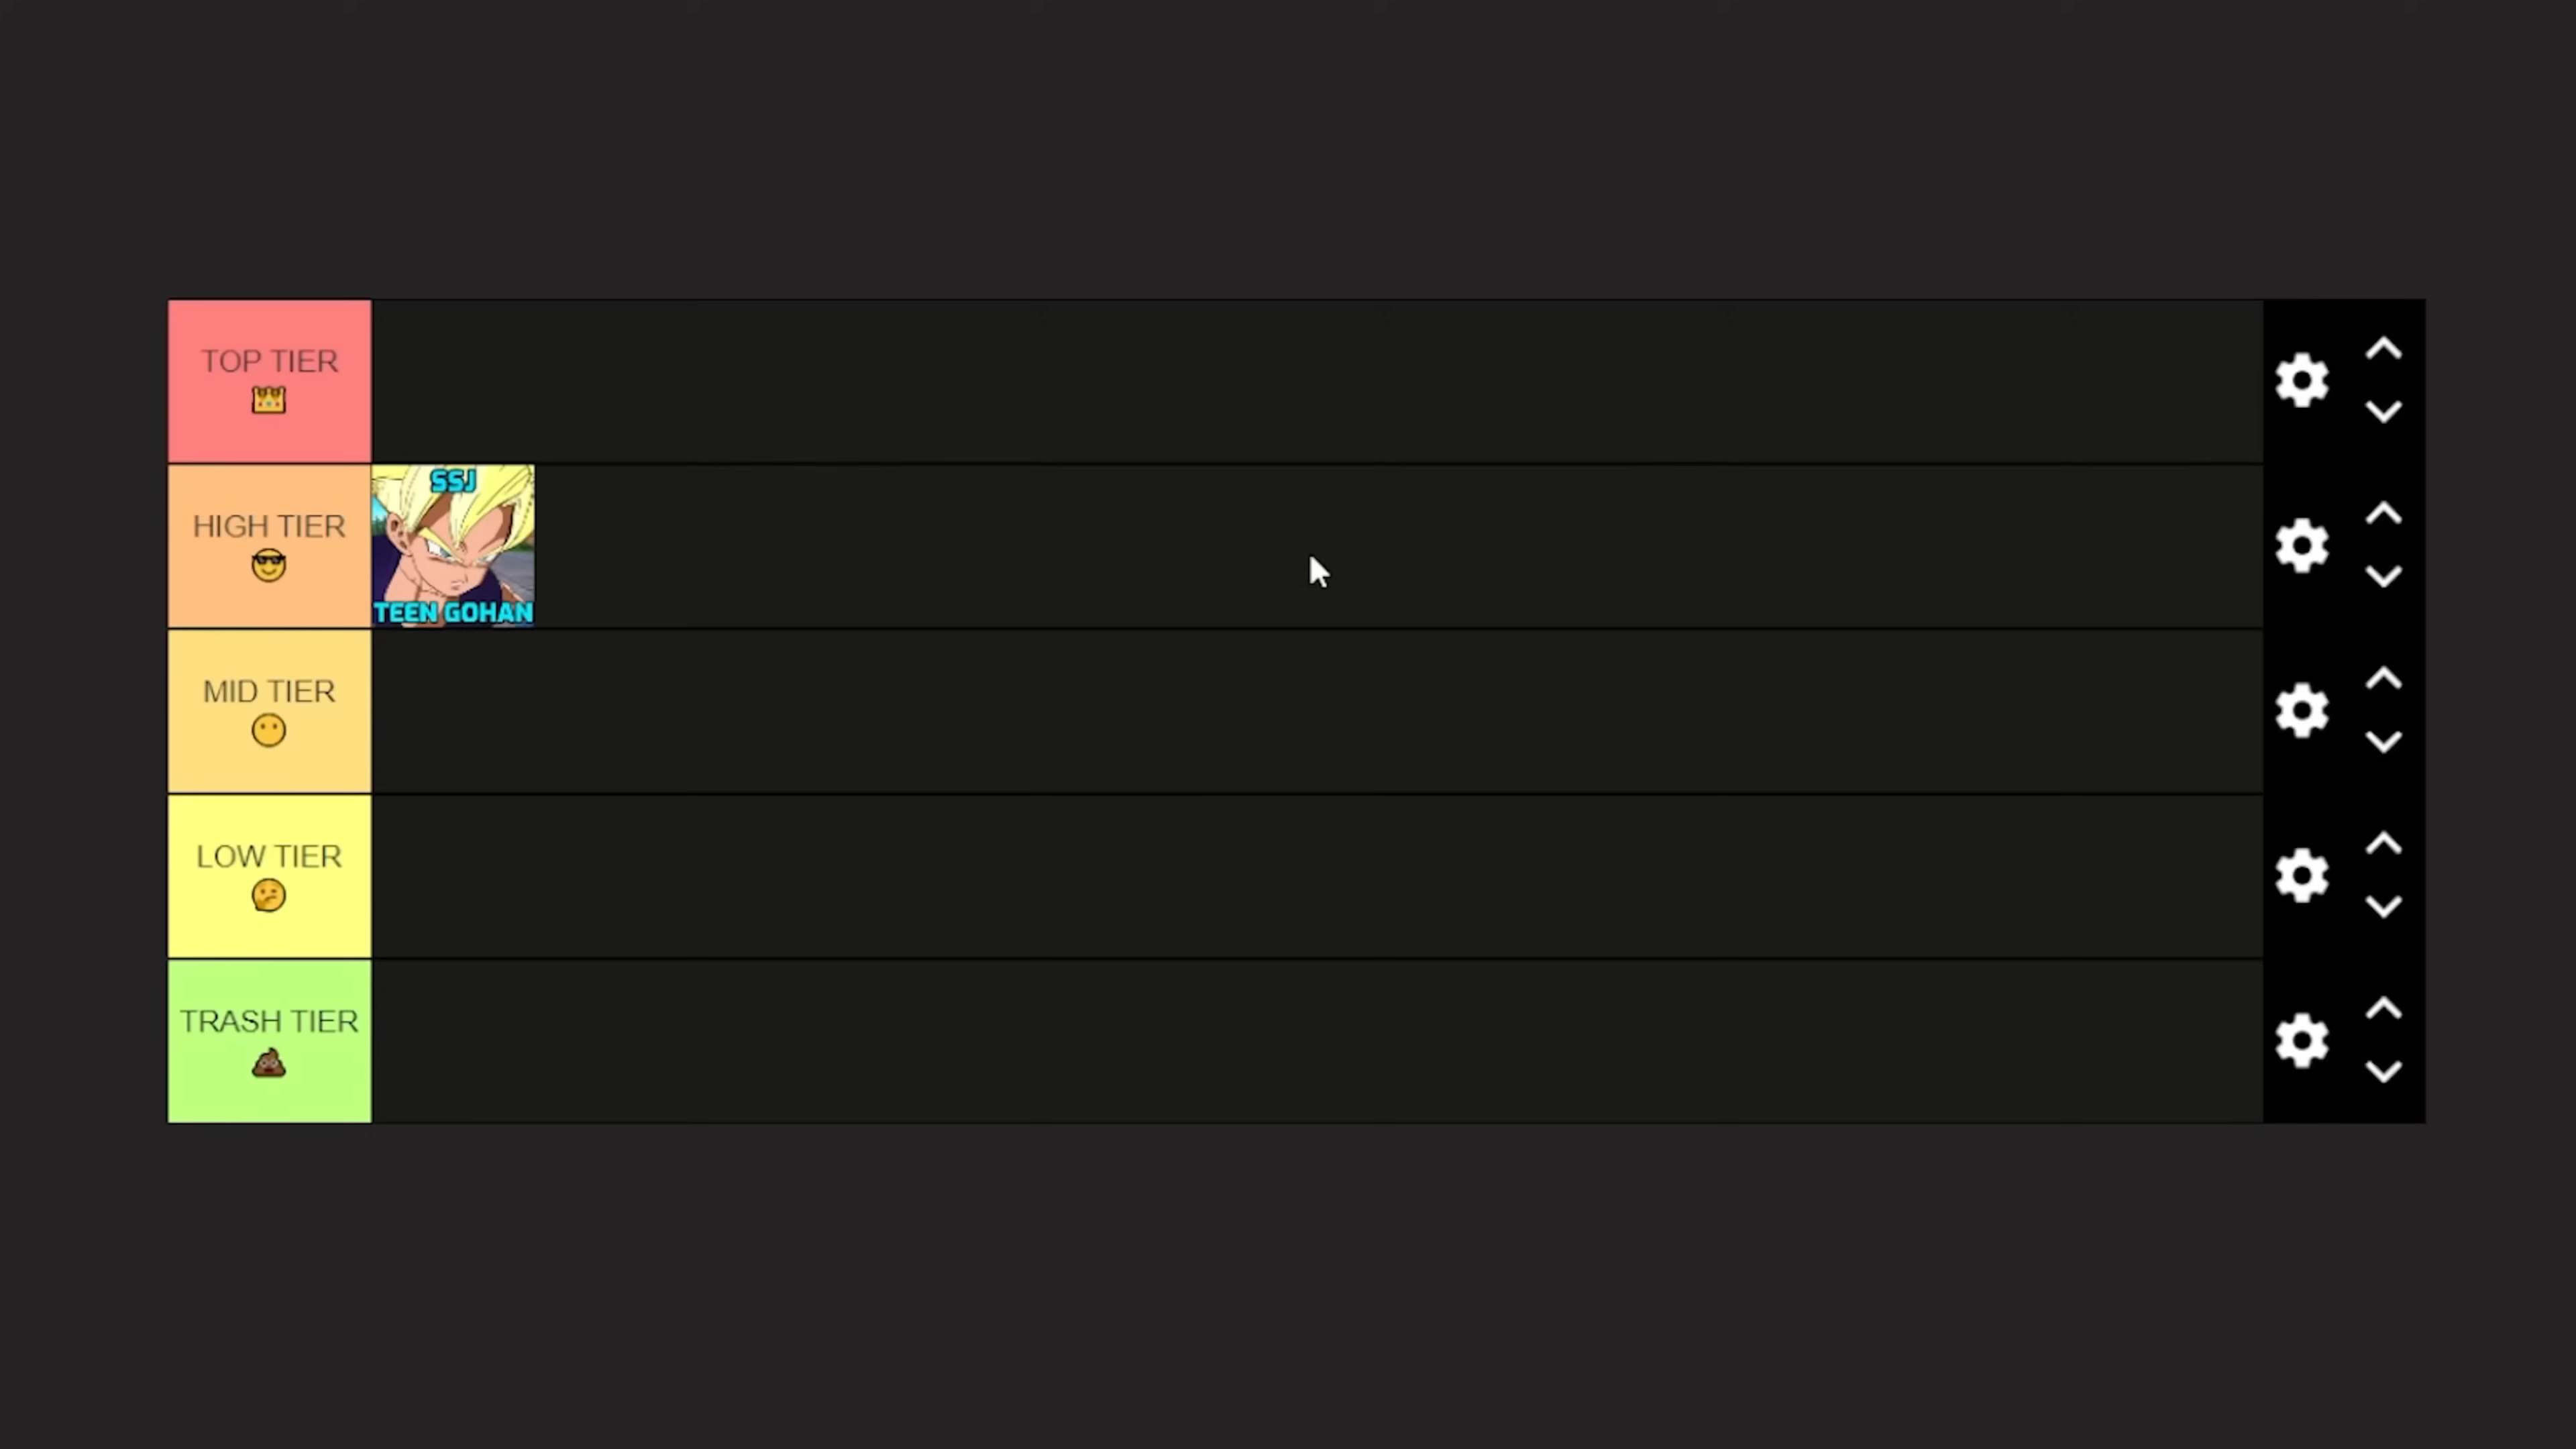 TOP TIER
👑
HIGH TIER
😎
SSJ
TEEN GOHAN
MID TIER
😶
LOW TIER
🤔
TRASH TIER
💩